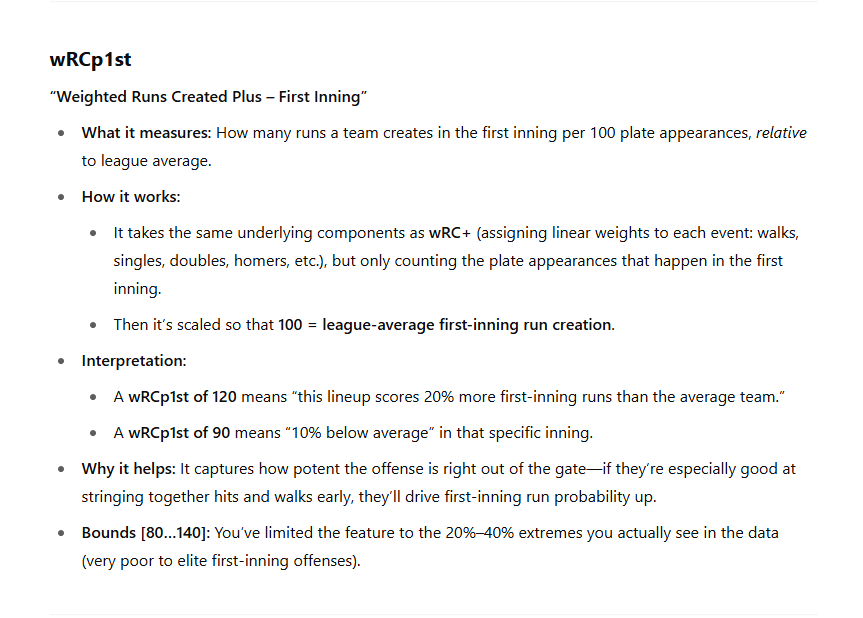 wRCp1st
“Weighted Runs Created Plus – First Inning”
• What it measures: How many runs a team creates in the first inning per 100 plate appearances, relative
to league average.
• How it works:
• It takes the same underlying components as wRC+ (assigning linear weights to each event: walks,
singles, doubles, homers, etc.), but only counting the plate appearances that happen in the first
inning.
• Then it’s scaled so that 100 = league-average first-inning run creation.
• Interpretation:
• A wRCp1st of 120 means “this lineup scores 20% more first-inning runs than the average team.”
• A wRCp1st of 90 means “10% below average” in that specific inning.
• Why it helps: It captures how potent the offense is right out of the gate—if they’re especially good at
stringing together hits and walks early, they’ll drive first-inning run probability up.
• Bounds [80…140]: You’ve limited the feature to the 20%–40% extremes you actually see in the data
(very poor to elite first-inning offenses).